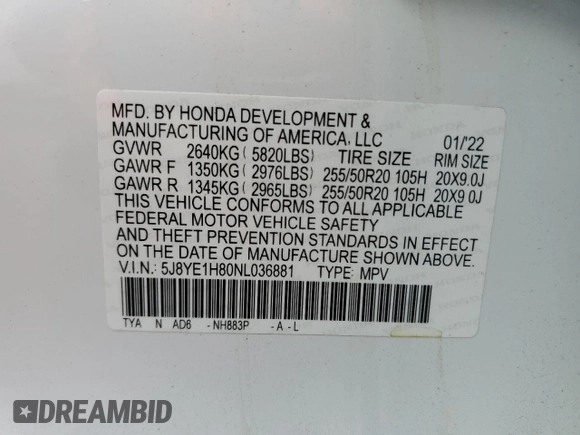 MFD. BY HONDA DEVELOPMENT &
MANUFACTURING OF AMERICA, LLC 01/'22
GVWR 2640KG ( 5820LBS) TIRE SIZE RIM SIZE
GAWR F 1350KG ( 2976LBS) 255/50R20 105H 20X9.0J
GAWR R 1345KG ( 2965LBS) 255/50R20 105H 20X9.0J
THIS VEHICLE CONFORMS TO ALL APPLICABLE
FEDERAL MOTOR VEHICLE SAFETY
AND THEFT PREVENTION STANDARDS IN EFFECT
ON THE DATE OF MANUFACTURE SHOWN ABOVE.
V.I.N.: 5J8YE1H80NL036881 TYPE: MPV
TYA N AD6 -NH883P -A-L
DREAMBID